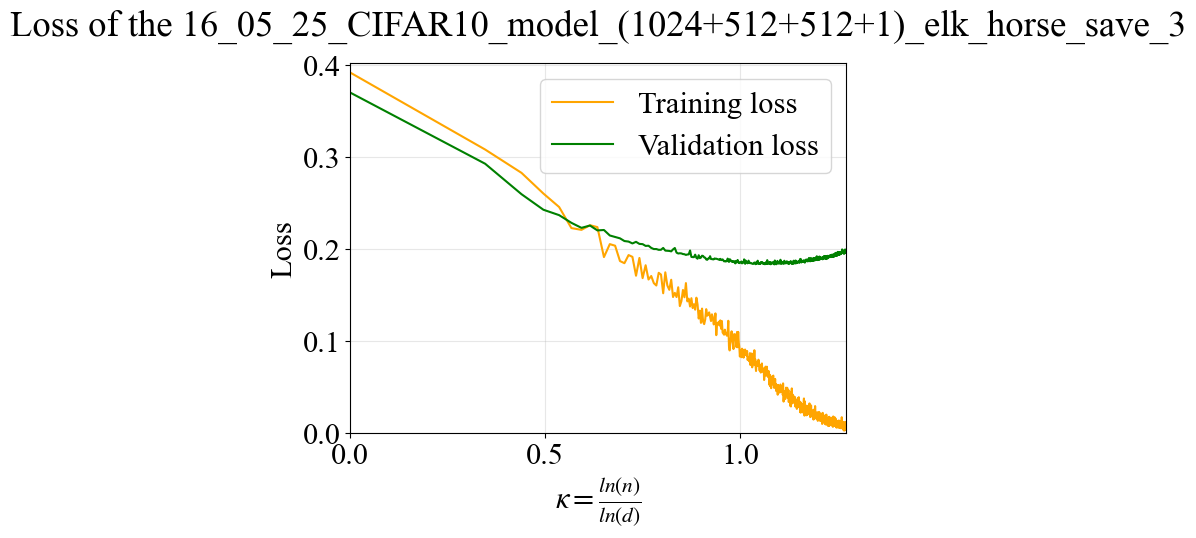 Loss of the 16_05_25_CIFAR10_model_(1024+512+512+1)_elk_horse_save_3
0.4
0.3
0.2
0.1
0.0
Loss
Training loss
Validation loss
0.0 0.5 1.0
κ = ln(n)/ln(d)